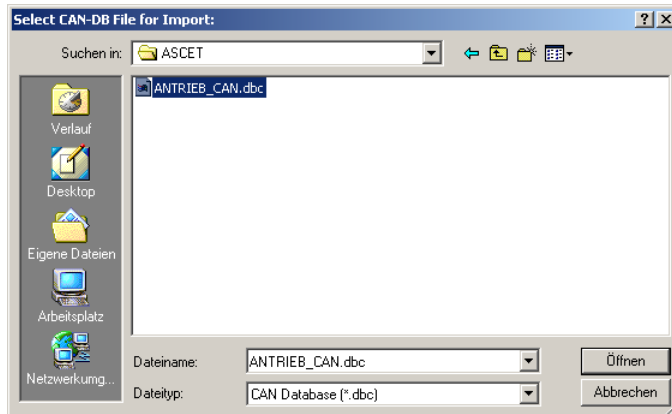 Select CAN-DB File for Import:
Suchen in: ASCET
ANTRIEB_CAN.dbc
Verlauf
Desktop
Eigene Dateien
Arbeitsplatz
Netzwerkumg...
Dateiname: ANTRIEB_CAN.dbc Öffnen
Dateityp: CAN Database (*.dbc) Abbrechen